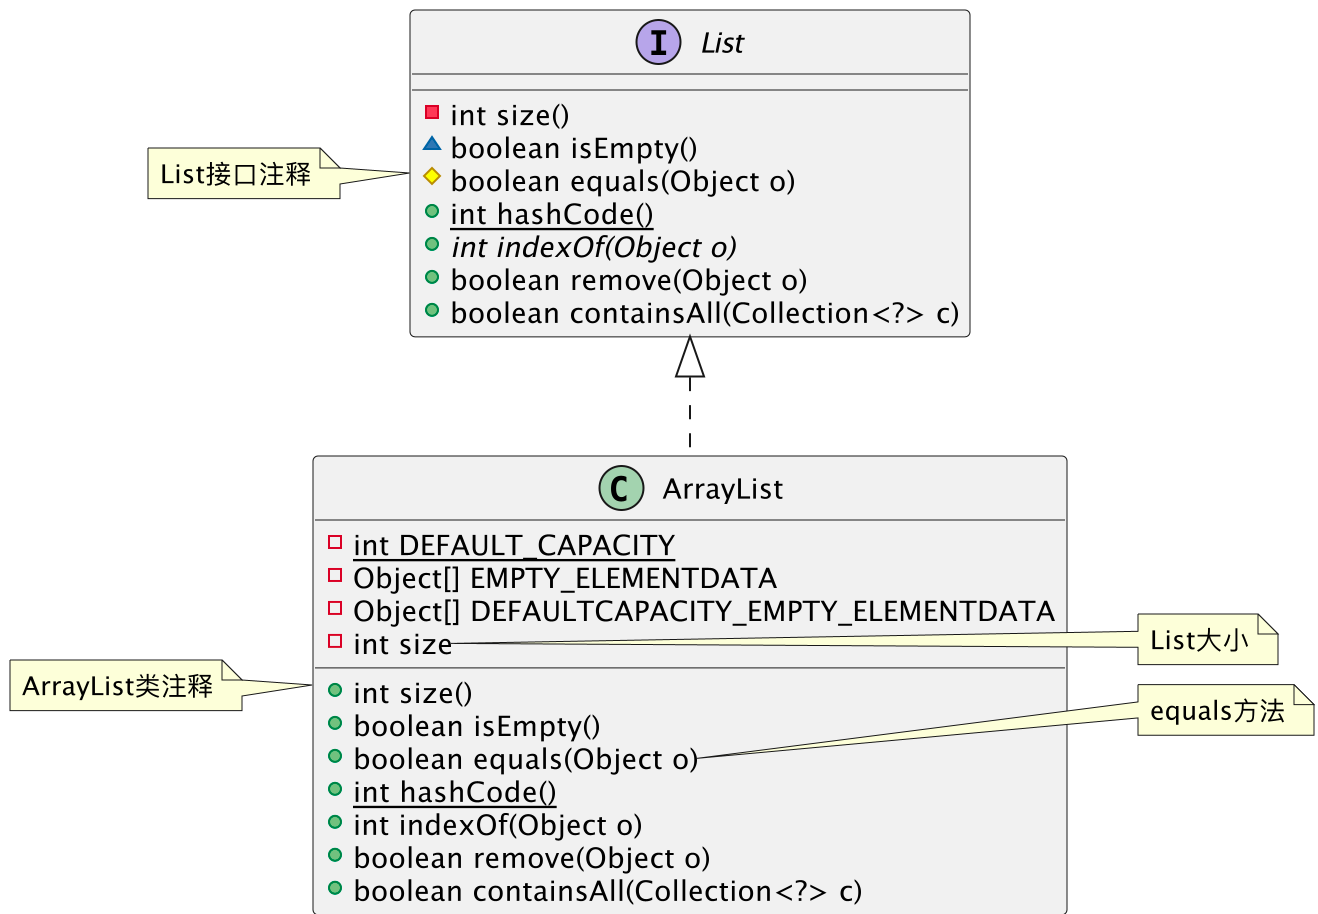 I List
int size()
boolean isEmpty()
List接口注释
boolean equals(Object o)
int hashCode()
int indexOf(Object o)
boolean remove(Object o)
boolean containsAll(Collection<?> c)
C ArrayList
int DEFAULT_CAPACITY
Object[] EMPTY_ELEMENTDATA
Object[] DEFAULTCAPACITY_EMPTY_ELEMENTDATA
int size
List大小
ArrayList类注释
int size()
equals方法
boolean isEmpty()
boolean equals(Object o)
int hashCode()
int indexOf(Object o)
boolean remove(Object o)
boolean containsAll(Collection<?> c)